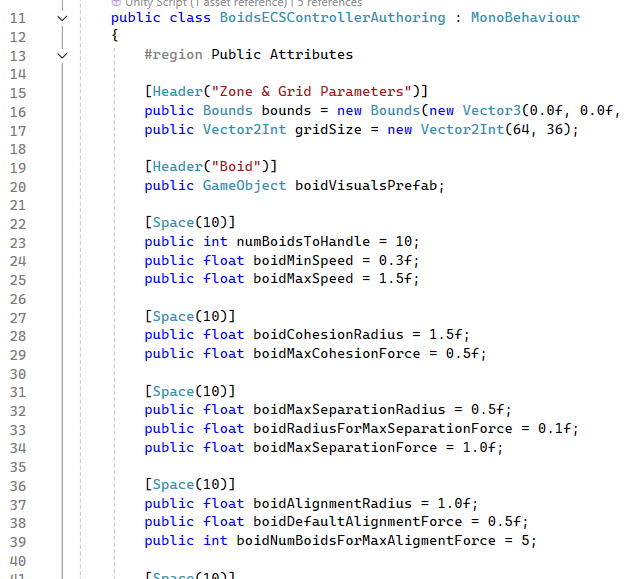 Unity Script (1 asset reference) | 5 references
11 public class BoidsECSControllerAuthoring : MonoBehaviour
12 {
13 #region Public Attributes
14
15 [Header("Zone & Grid Parameters")]
16 public Bounds bounds = new Bounds(new Vector3(0.0f, 0.0f,
17 public Vector2Int gridSize = new Vector2Int(64, 36);
18
19 [Header("Boid")]
20 public GameObject boidVisualsPrefab;
21
22 [Space(10)]
23 public int numBoidsToHandle = 10;
24 public float boidMinSpeed = 0.3f;
25 public float boidMaxSpeed = 1.5f;
26
27 [Space(10)]
28 public float boidCohesionRadius = 1.5f;
29 public float boidMaxCohesionForce = 0.5f;
30
31 [Space(10)]
32 public float boidMaxSeparationRadius = 0.5f;
33 public float boidRadiusForMaxSeparationForce = 0.1f;
34 public float boidMaxSeparationForce = 1.0f;
35
36 [Space(10)]
37 public float boidAlignmentRadius = 1.0f;
38 public float boidDefaultAlignmentForce = 0.5f;
39 public int boidNumBoidsForMaxAligmentForce = 5;
40
41 [Space(10)]